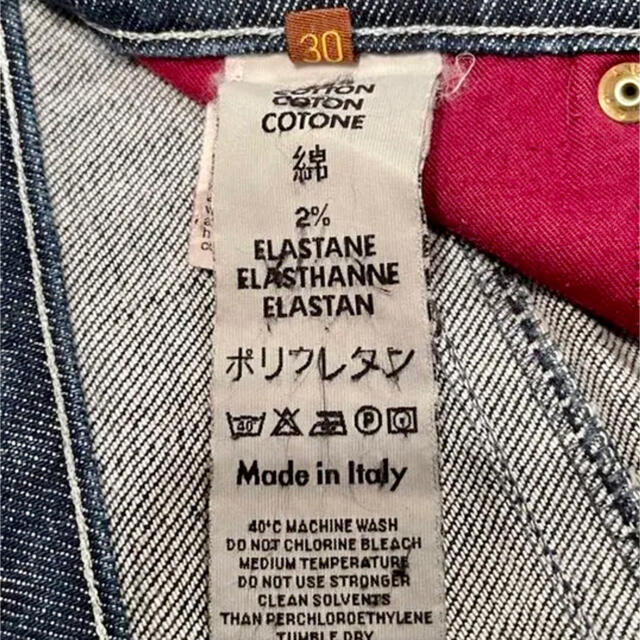 30
COTTON
COTON
COTONE
綿
2%
ELASTANE
ELASTHANNE
ELASTAN
ポリウレタン
40 P
Made in Italy
40°C MACHINE WASH
DO NOT CHLORINE BLEACH
MEDIUM TEMPERATURE
DO NOT USE STRONGER
CLEAN SOLVENTS
THAN PERCHLOROETHYLENE
TUMBLE DRY